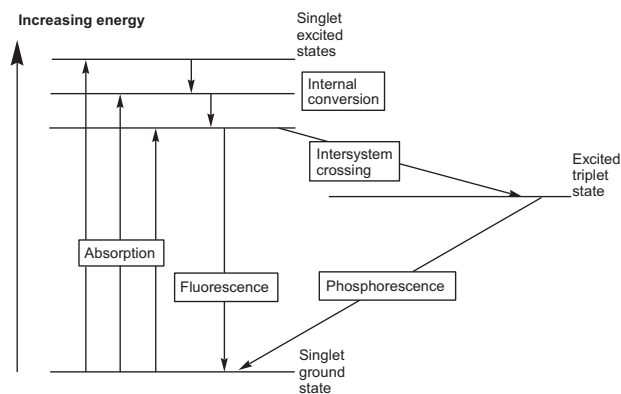 Increasing energy
Singlet
excited
states
Internal
conversion
Intersystem
crossing
Excited
triplet
state
Absorption
Fluorescence
Phosphorescence
Singlet
ground
state